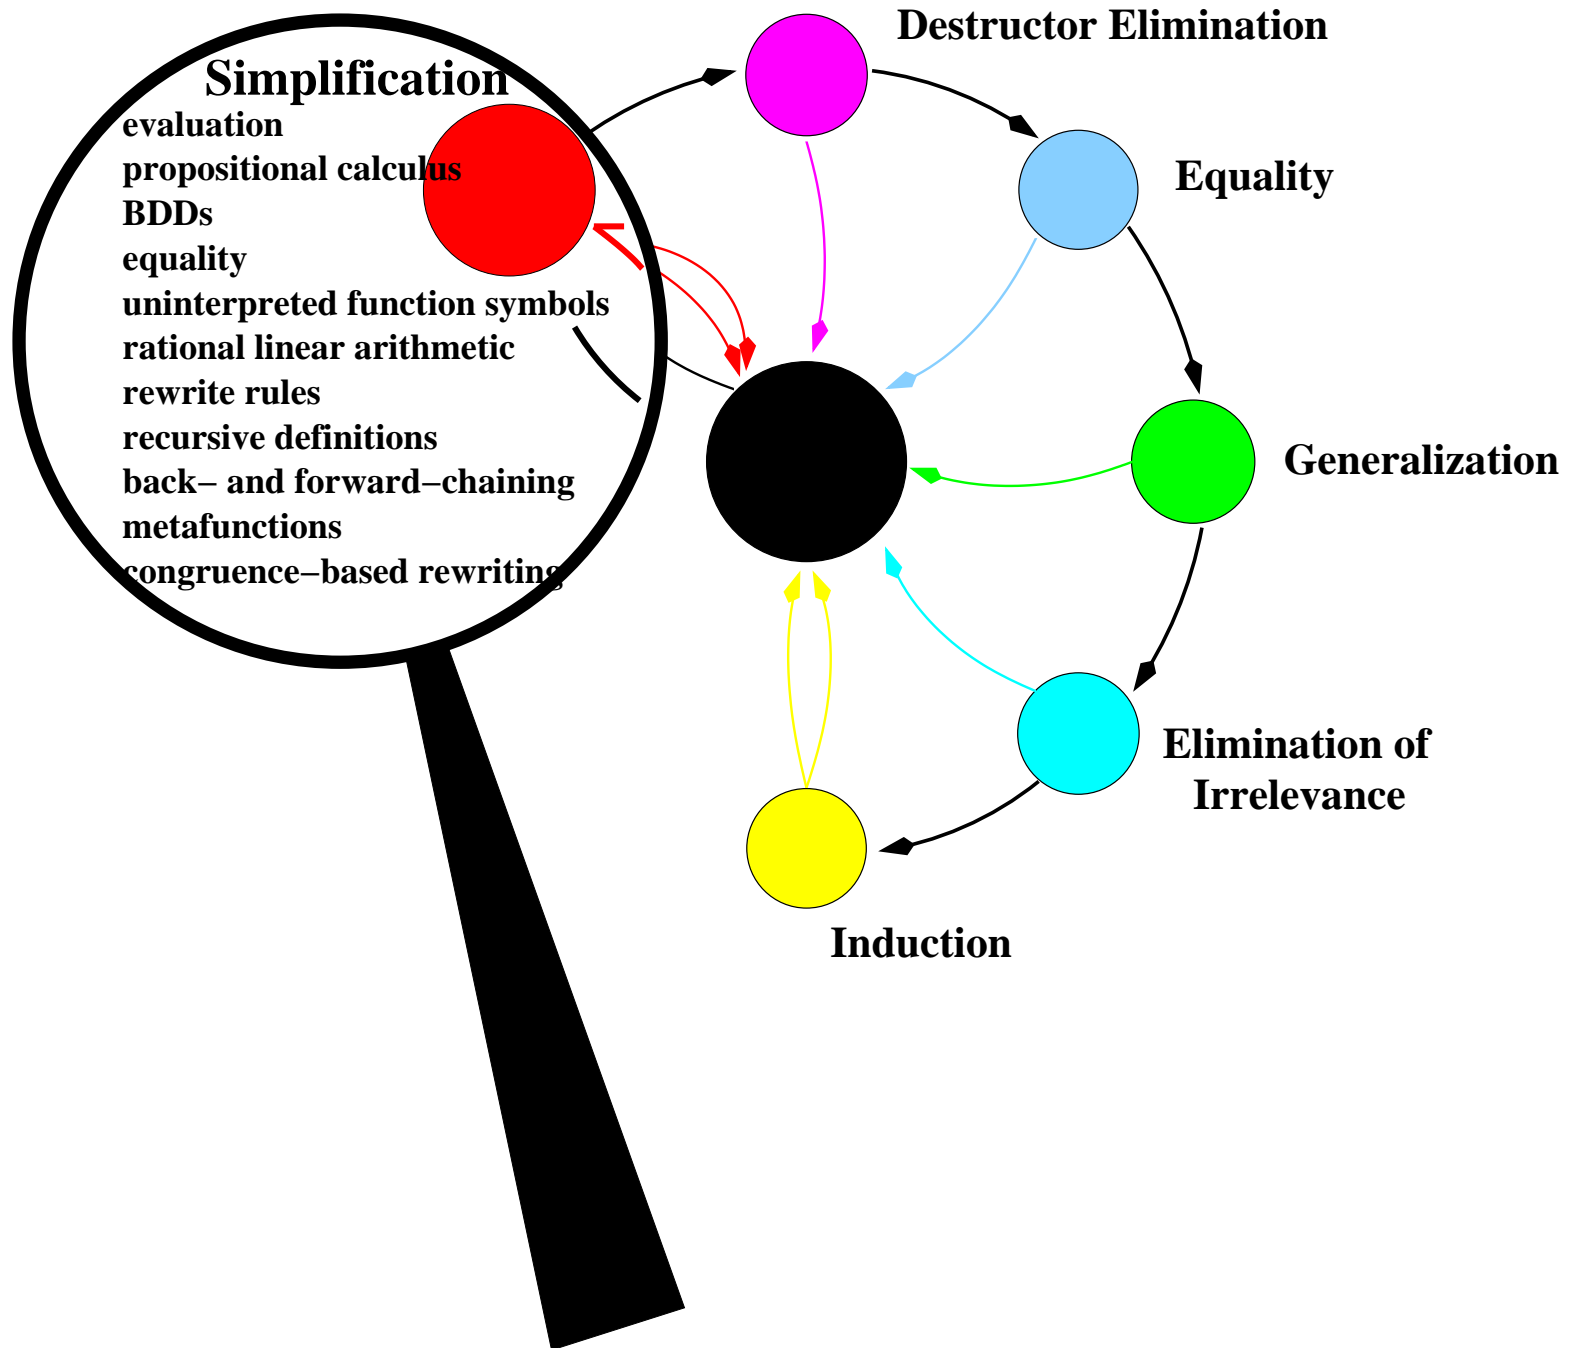 Simplification
evaluation
propositional calculus
BDDs
equality
uninterpreted function symbols
rational linear arithmetic
rewrite rules
recursive definitions
back− and forward−chaining
metafunctions
congruence−based rewriting
Destructor Elimination
Equality
Generalization
Elimination of
Irrelevance
Induction